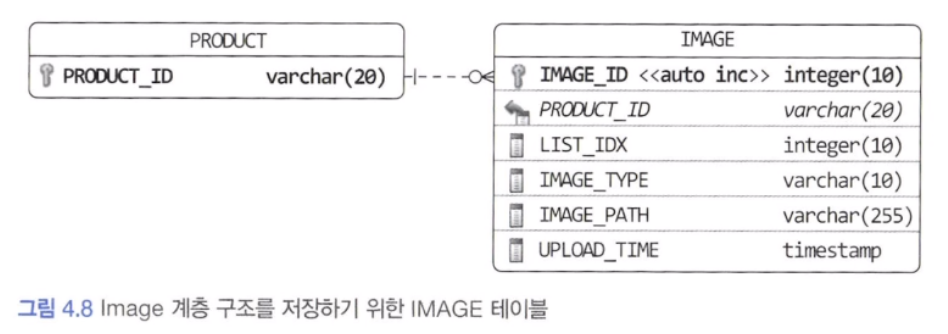 PRODUCT
PRODUCT_ID varchar(20)
IMAGE
IMAGE_ID <<auto inc>> integer(10)
PRODUCT_ID varchar(20)
LIST_IDX integer(10)
IMAGE_TYPE varchar(10)
IMAGE_PATH varchar(255)
UPLOAD_TIME timestamp
그림 4.8 Image 계층 구조를 저장하기 위한 IMAGE 테이블